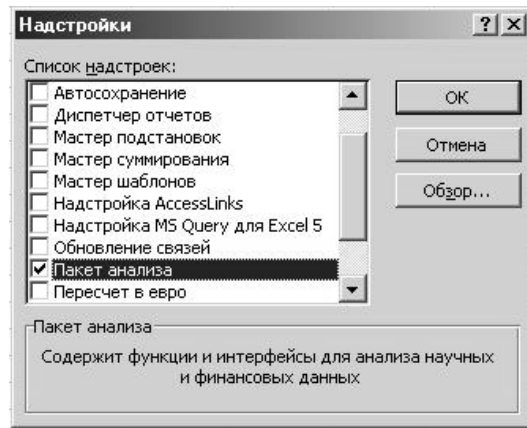 Надстройки
Список надстроек:
Автосохранение
Диспетчер отчетов
Мастер подстановок
Мастер суммирования
Мастер шаблонов
Надстройка AccessLinks
Надстройка MS Query для Excel 5
Обновление связей
Пакет анализа
Пересчет в евро
ОК
Отмена
Обзор...
Пакет анализа
Содержит функции и интерфейсы для анализа научных
и финансовых данных